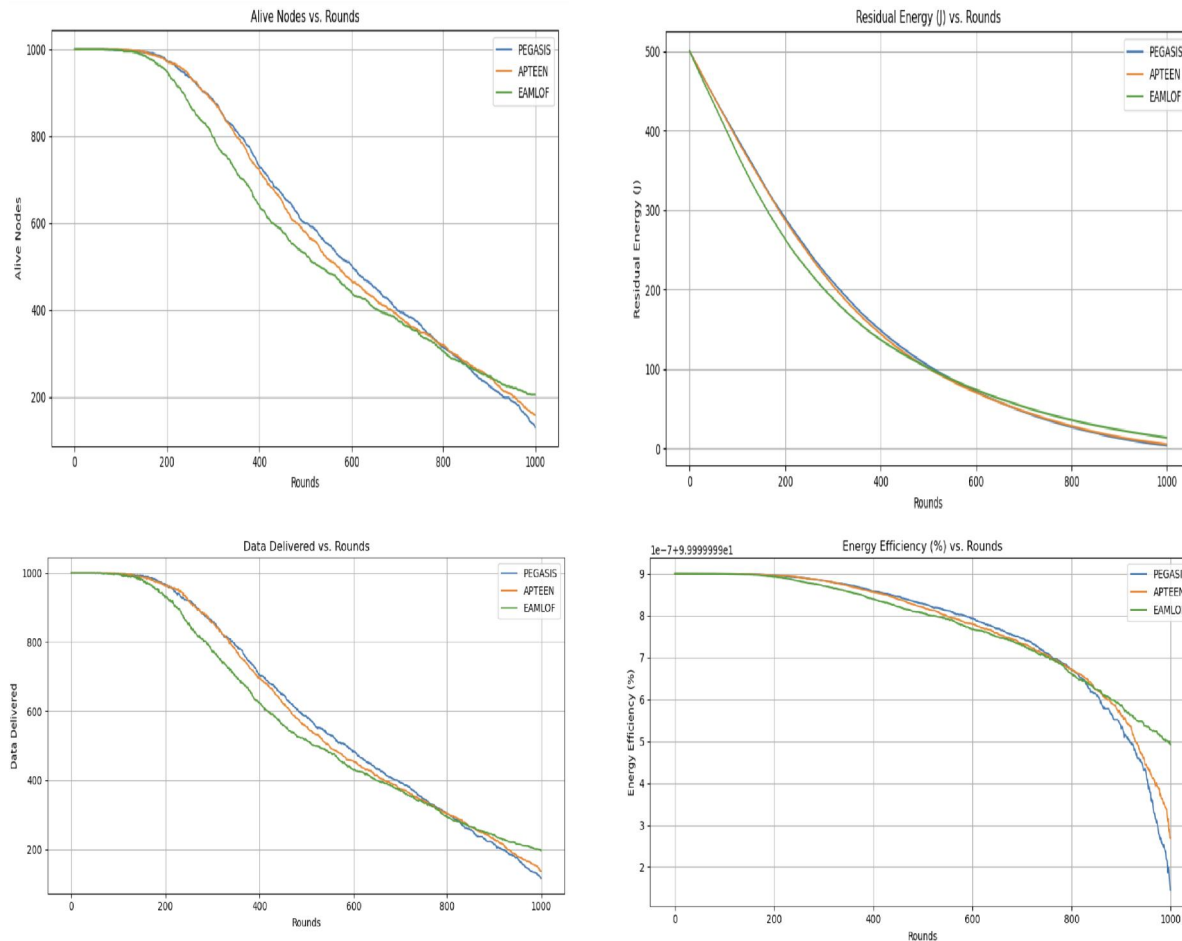 Alive Nodes vs. Rounds
1000
800
600
400
200
Alive Nodes
PEGASIS
APTEEN
EAMLOF
0 200 400 600 800 1000
Rounds
Residual Energy (J) vs. Rounds
500
400
300
200
100
0
Residual Energy (J)
PEGASIS
APTEEN
EAMLOF
0 200 400 600 800 1000
Rounds
Data Delivered vs. Rounds
1000
800
600
400
200
Data Delivered
PEGASIS
APTEEN
EAMLOF
0 200 400 600 800 1000
Rounds
Energy Efficiency (%) vs. Rounds
1e-7+9.9999999e1
9
8
7
6
5
4
3
2
Energy Efficiency (%)
PEGASIS
APTEEN
EAMLOF
0 200 400 600 800 1000
Rounds